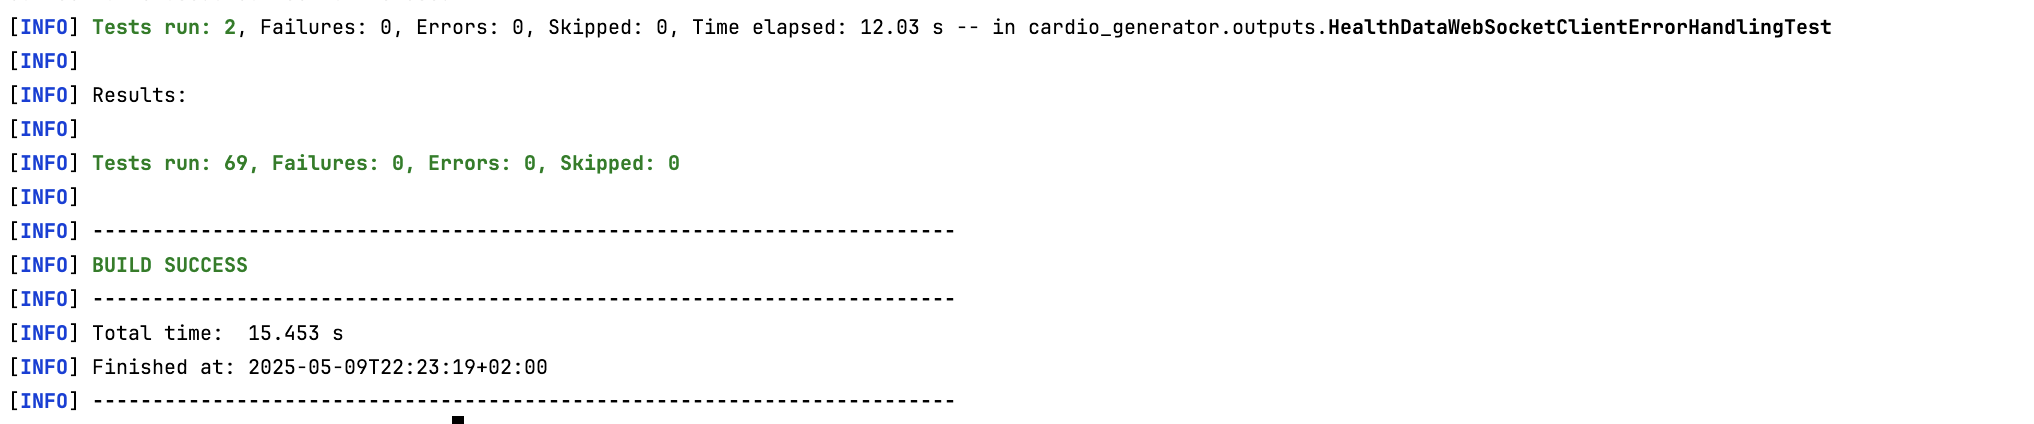 [INFO] Tests run: 2, Failures: 0, Errors: 0, Skipped: 0, Time elapsed: 12.03 s -- in cardio_generator.outputs.HealthDataWebSocketClientErrorHandlingTest
[INFO]
[INFO] Results:
[INFO]
[INFO] Tests run: 69, Failures: 0, Errors: 0, Skipped: 0
[INFO]
[INFO] ------------------------------------------------------------------------
[INFO] BUILD SUCCESS
[INFO] ------------------------------------------------------------------------
[INFO] Total time:  15.453 s
[INFO] Finished at: 2025-05-09T22:23:19+02:00
[INFO] ------------------------------------------------------------------------